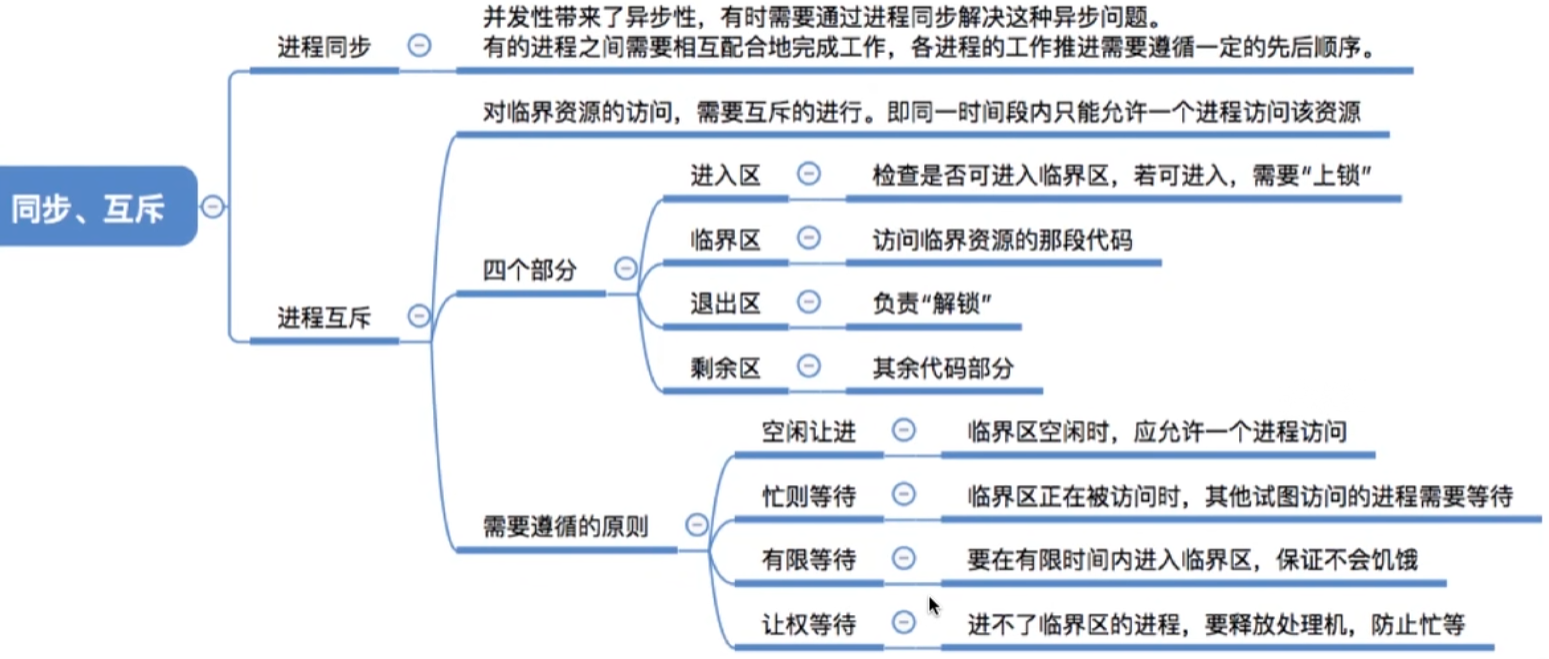 同步、互斥
进程同步
并发性带来了异步性，有时需要通过进程同步解决这种异步问题。
有的进程之间需要相互配合地完成工作，各进程的工作推进需要遵循一定的先后顺序。
进程互斥
对临界资源的访问，需要互斥的进行。即同一时间段内只能允许一个进程访问该资源
四个部分
进入区
检查是否可进入临界区，若可进入，需要“上锁”
临界区
访问临界资源的那段代码
退出区
负责“解锁”
剩余区
其余代码部分
需要遵循的原则
空闲让进
临界区空闲时，应允许一个进程访问
忙则等待
临界区正在被访问时，其他试图访问的进程需要等待
有限等待
要在有限时间内进入临界区，保证不会饥饿
让权等待
进不了临界区的进程，要释放处理机，防止忙等